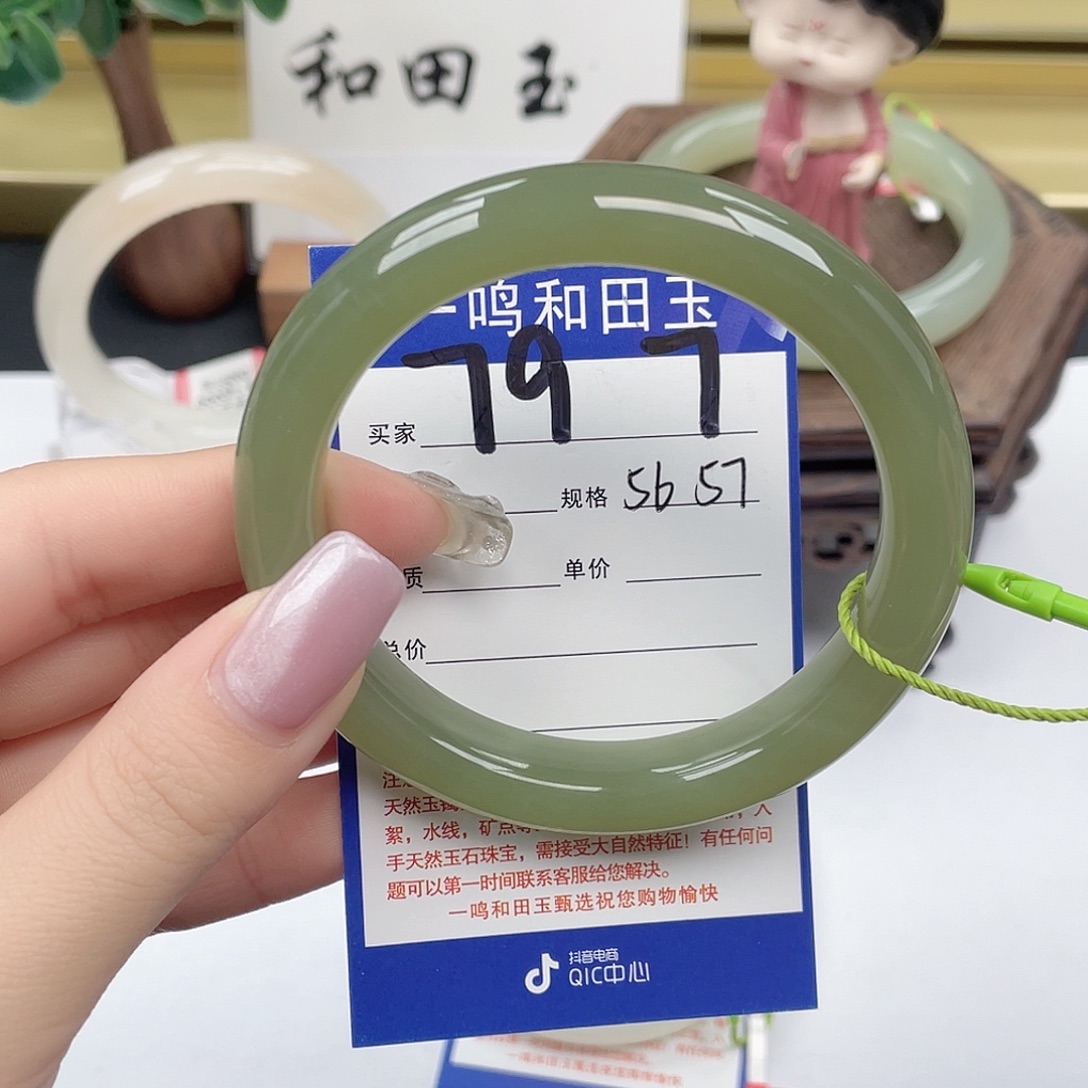 和田玉
一鸣和田玉
买家 79 7
规格 56 57
质 单价
总价
天然玉
絮，水线，矿点
手天然玉石珠宝，需接受大自然特征！有任何问
题可以第一时间联系客服给您解决。
一鸣和田玉甄选祝您购物愉快
抖音电商
QIC中心